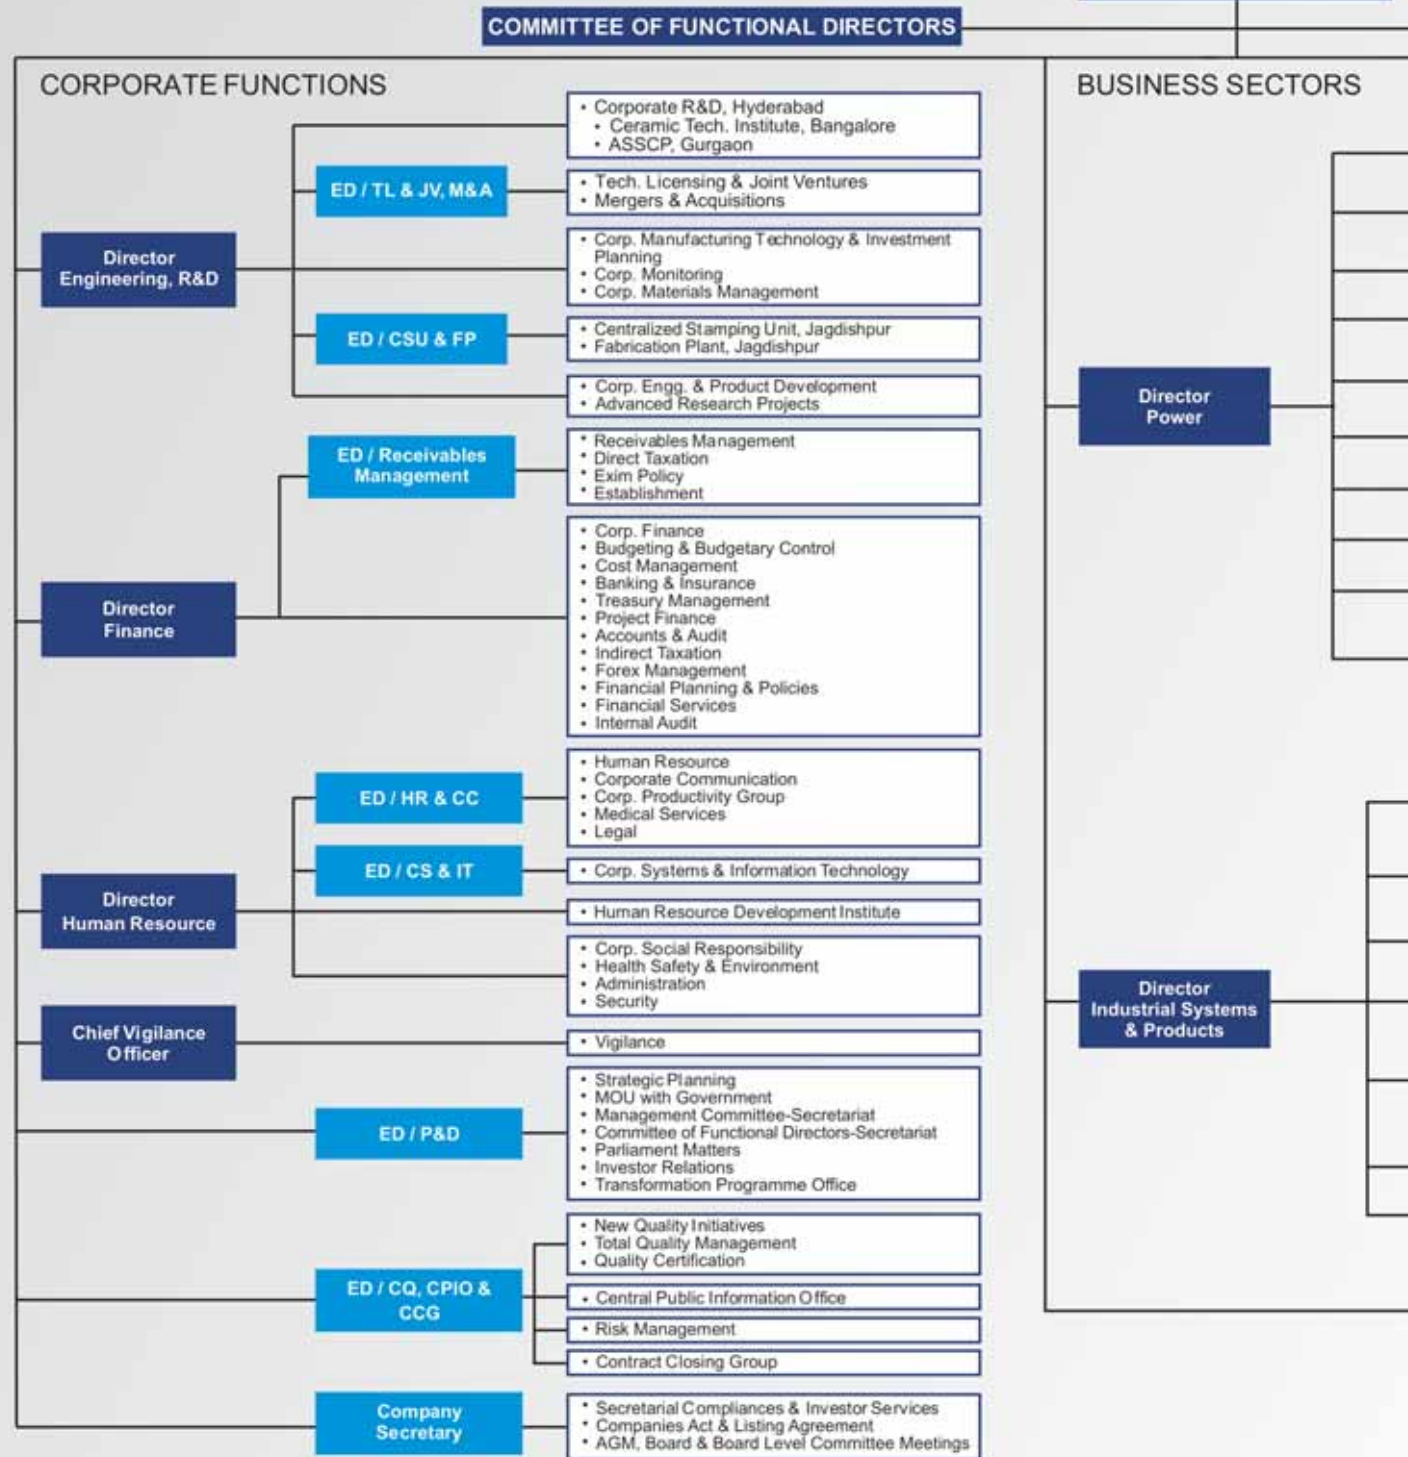 COMMITTEE OF FUNCTIONAL DIRECTORS
CORPORATE FUNCTIONS
Director
Engineering, R&D
• Corporate R&D, Hyderabad
• Ceramic Tech. Institute, Bangalore
• ASSCP, Gurgaon
ED / TL & JV, M&A
• Tech. Licensing & Joint Ventures
• Mergers & Acquisitions
• Corp. Manufacturing Technology & Investment
Planning
• Corp. Monitoring
• Corp. Materials Management
ED / CSU & FP
• Centralized Stamping Unit, Jagdishpur
• Fabrication Plant, Jagdishpur
• Corp. Engg. & Product Development
• Advanced Research Projects
Director
Finance
ED / Receivables
Management
• Receivables Management
• Direct Taxation
• Exim Policy
• Establishment
• Corp. Finance
• Budgeting & Budgetary Control
• Cost Management
• Banking & Insurance
• Treasury Management
• Project Finance
• Accounts & Audit
• Indirect Taxation
• Forex Management
• Financial Planning & Policies
• Financial Services
• Internal Audit
Director
Human Resource
ED / HR & CC
• Human Resource
• Corporate Communication
• Corp. Productivity Group
• Medical Services
• Legal
ED / CS & IT
• Corp. Systems & Information Technology
• Human Resource Development Institute
• Corp. Social Responsibility
• Health Safety & Environment
• Administration
• Security
Chief Vigilance
Officer
• Vigilance
ED / P&D
• Strategic Planning
• MOU with Government
• Management Committee-Secretariat
• Committee of Functional Directors-Secretariat
• Parliament Matters
• Investor Relations
• Transformation Programme Office
ED / CQ, CPIO &
CCG
• New Quality Initiatives
• Total Quality Management
• Quality Certification
• Central Public Information Office
• Risk Management
• Contract Closing Group
Company
Secretary
• Secretarial Compliances & Investor Services
• Companies Act & Listing Agreement
• AGM, Board & Board Level Committee Meetings
BUSINESS SECTORS
Director
Power
Director
Industrial Systems
& Products